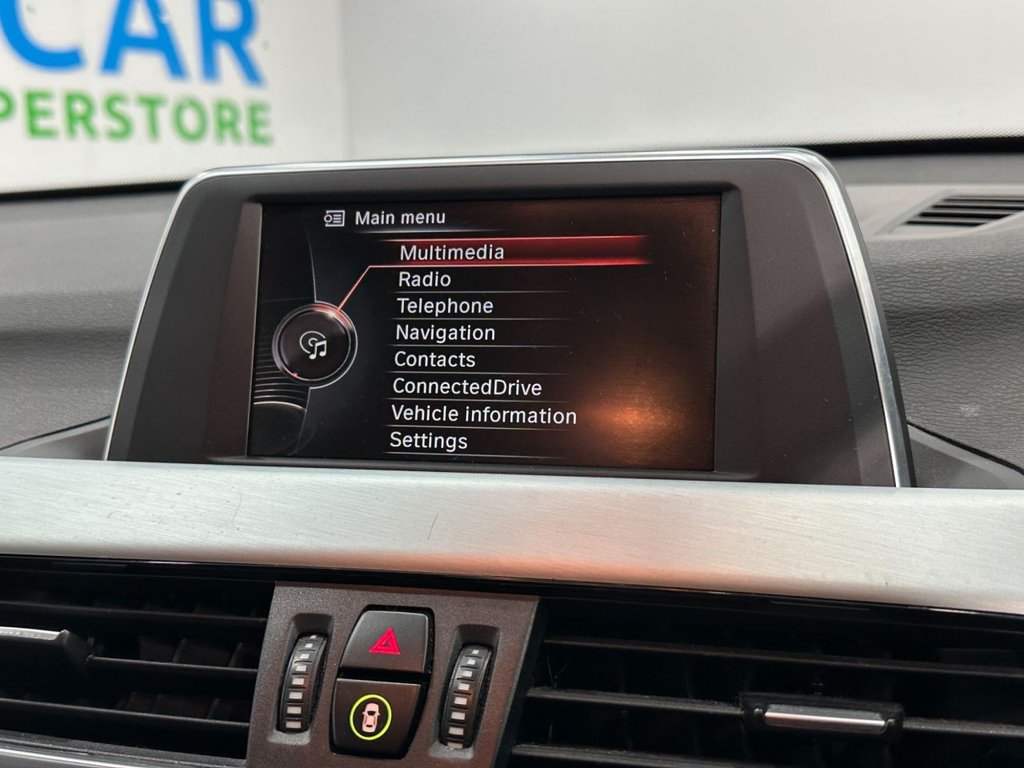 CAR
PERSTORE
Main menu
Multimedia
Radio
Telephone
Navigation
Contacts
ConnectedDrive
Vehicle information
Settings